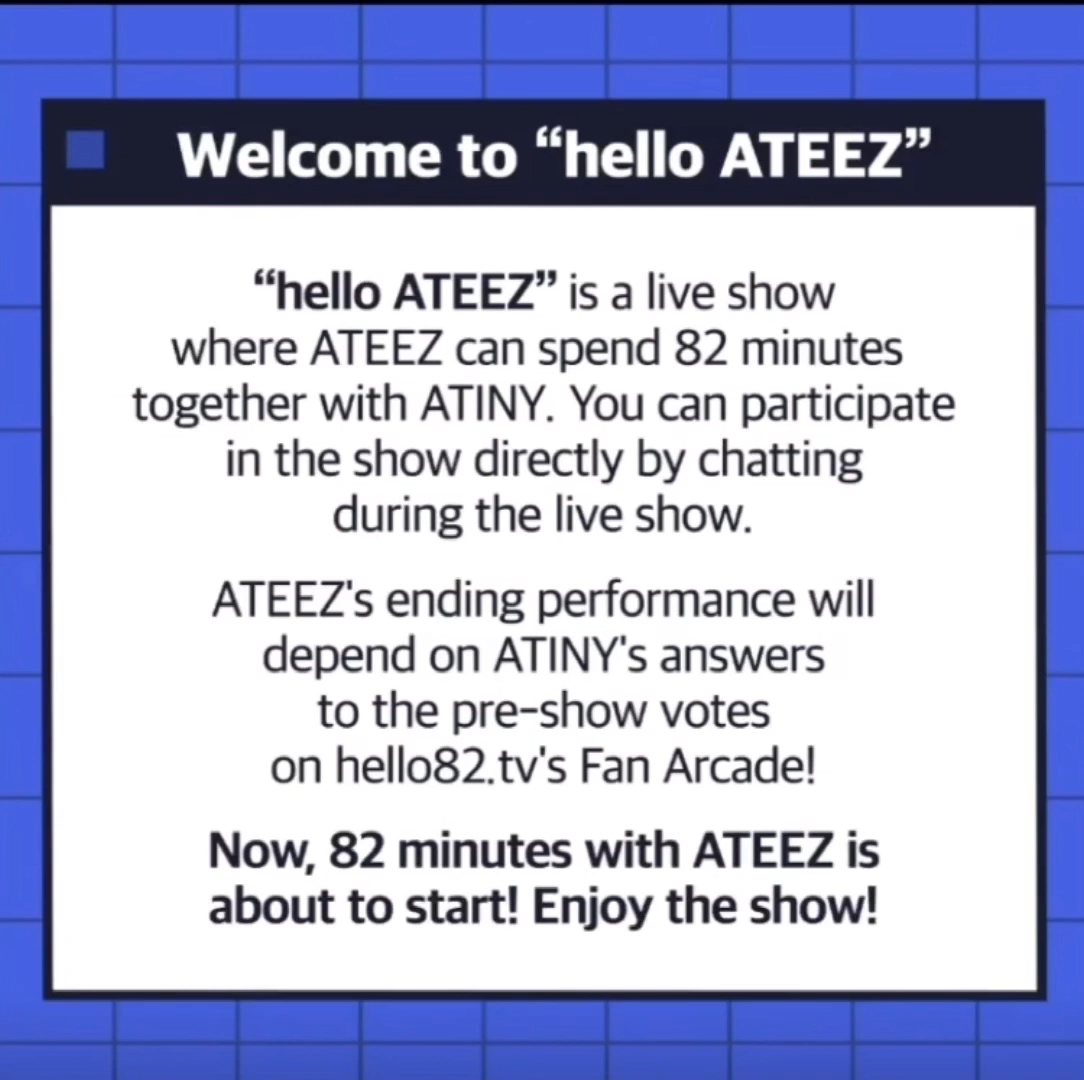 Welcome to “hello ATEEZ”
“hello ATEEZ” is a live show
where ATEEZ can spend 82 minutes
together with ATINY. You can participate
in the show directly by chatting
during the live show.
ATEEZ's ending performance will
depend on ATINY's answers
to the pre-show votes
on hello82.tv's Fan Arcade!
Now, 82 minutes with ATEEZ is
about to start! Enjoy the show!